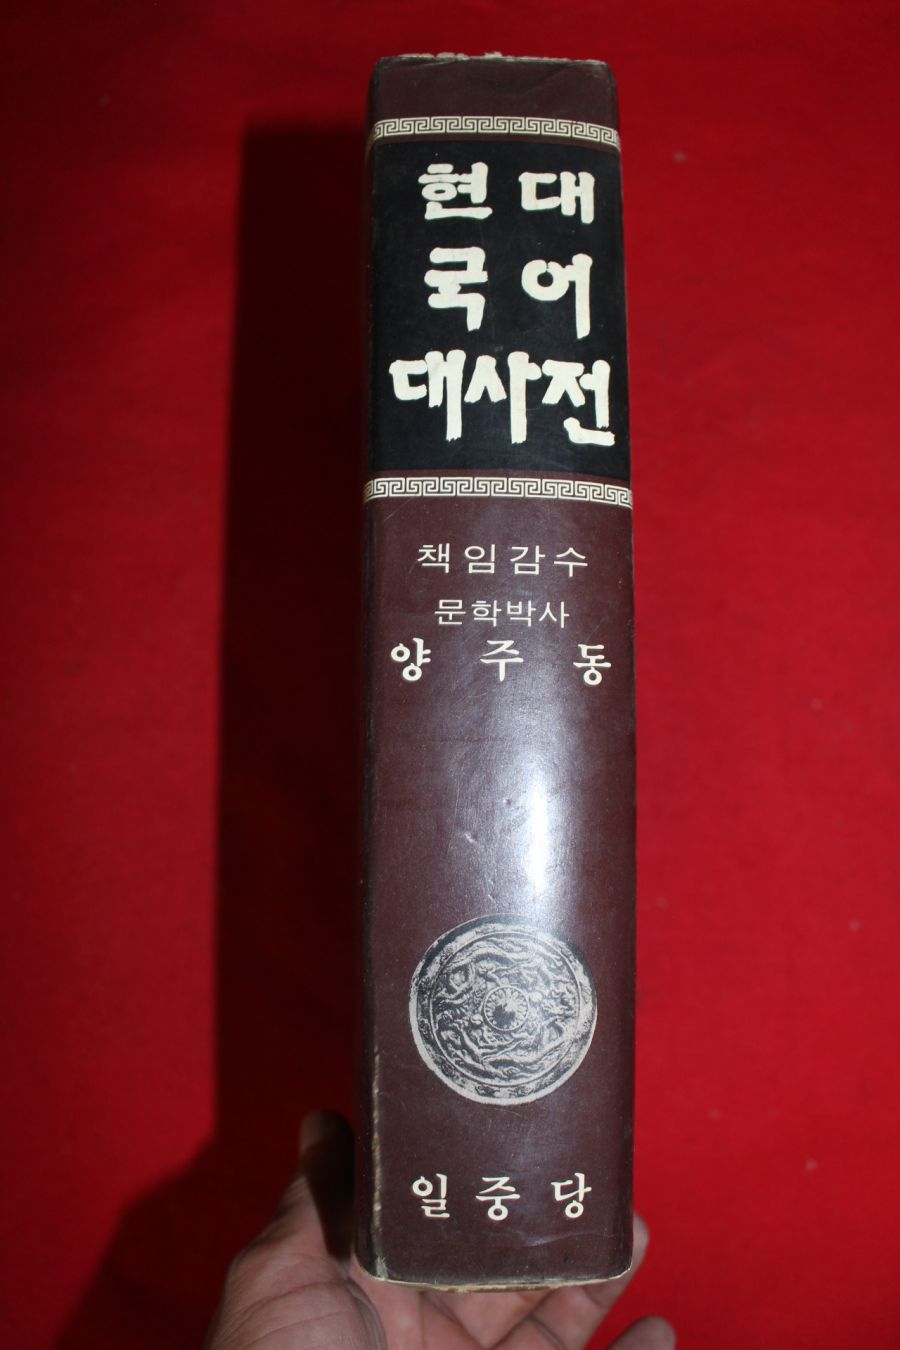 현대
국어
대사전
책임감수
문학박사
양주동
일중당